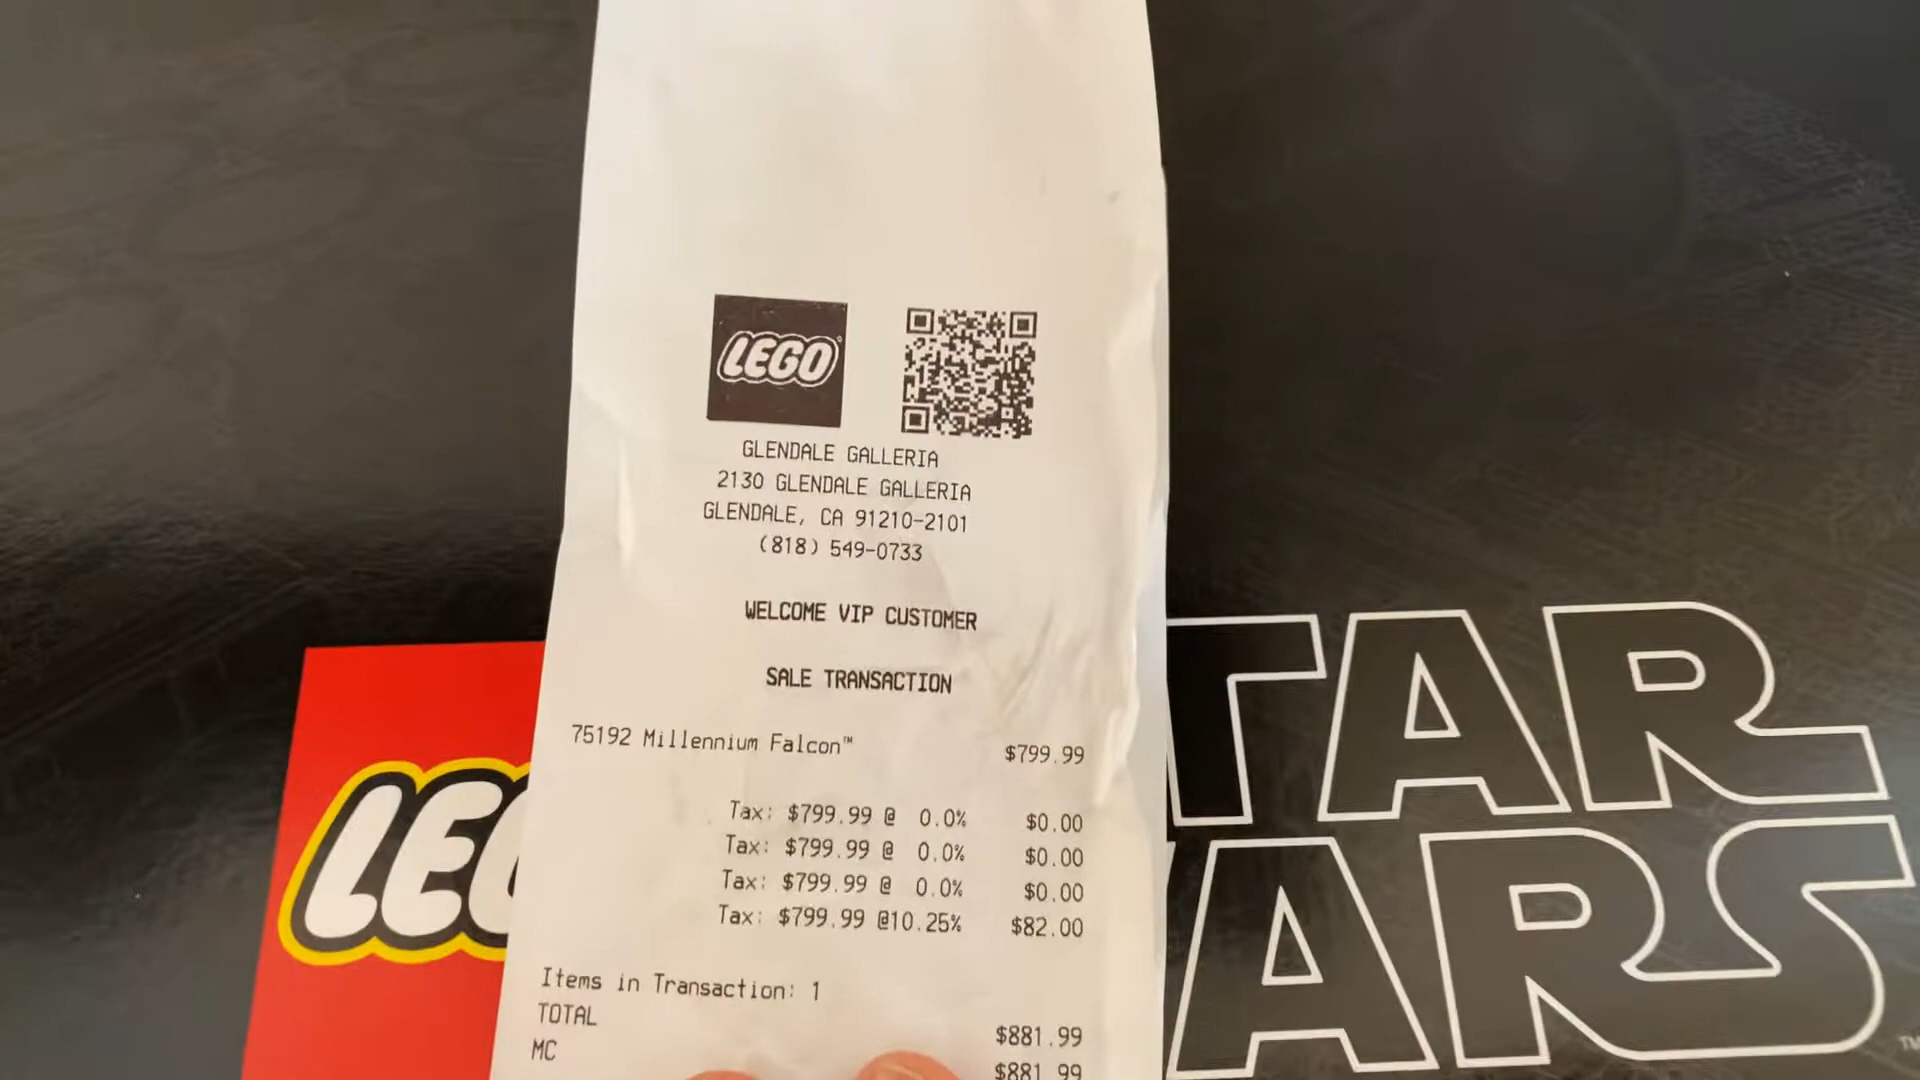 LEGO
GLENDALE GALLERIA
2130 GLENDALE GALLERIA
GLENDALE, CA 91210-2101
(818) 549-0733
WELCOME VIP CUSTOMER
SALE TRANSACTION
75192 Millennium Falcon™ $799.99
Tax: $799.99 @ 0.0% $0.00
Tax: $799.99 @ 0.0% $0.00
Tax: $799.99 @ 0.0% $0.00
Tax: $799.99 @10.25% $82.00
Items in Transaction: 1
TOTAL $881.99
MC $881.99
LEG
TAR
ARS
TM